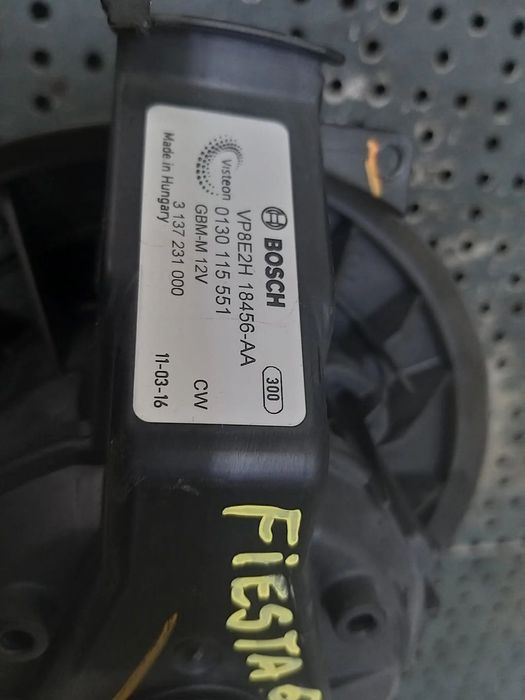 BOSCH
300
VP8E2H 18456-AA
Visteon 0130 115 551
GBM-M 12V CW
Made in Hungary 3 137 231 000
11-03-16
FiESTA